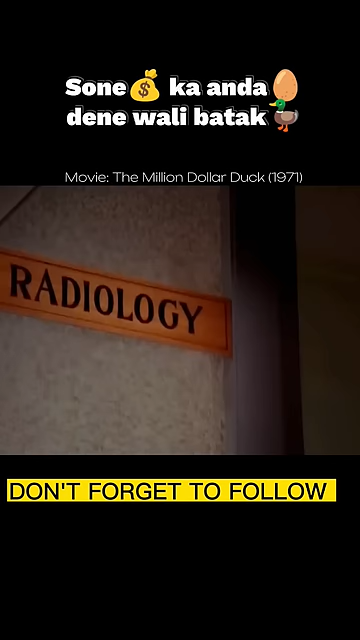 Sone💰 ka anda🥚
dene wali batak🦆
Movie: The Million Dollar Duck (1971)
RADIOLOGY
DON'T FORGET TO FOLLOW